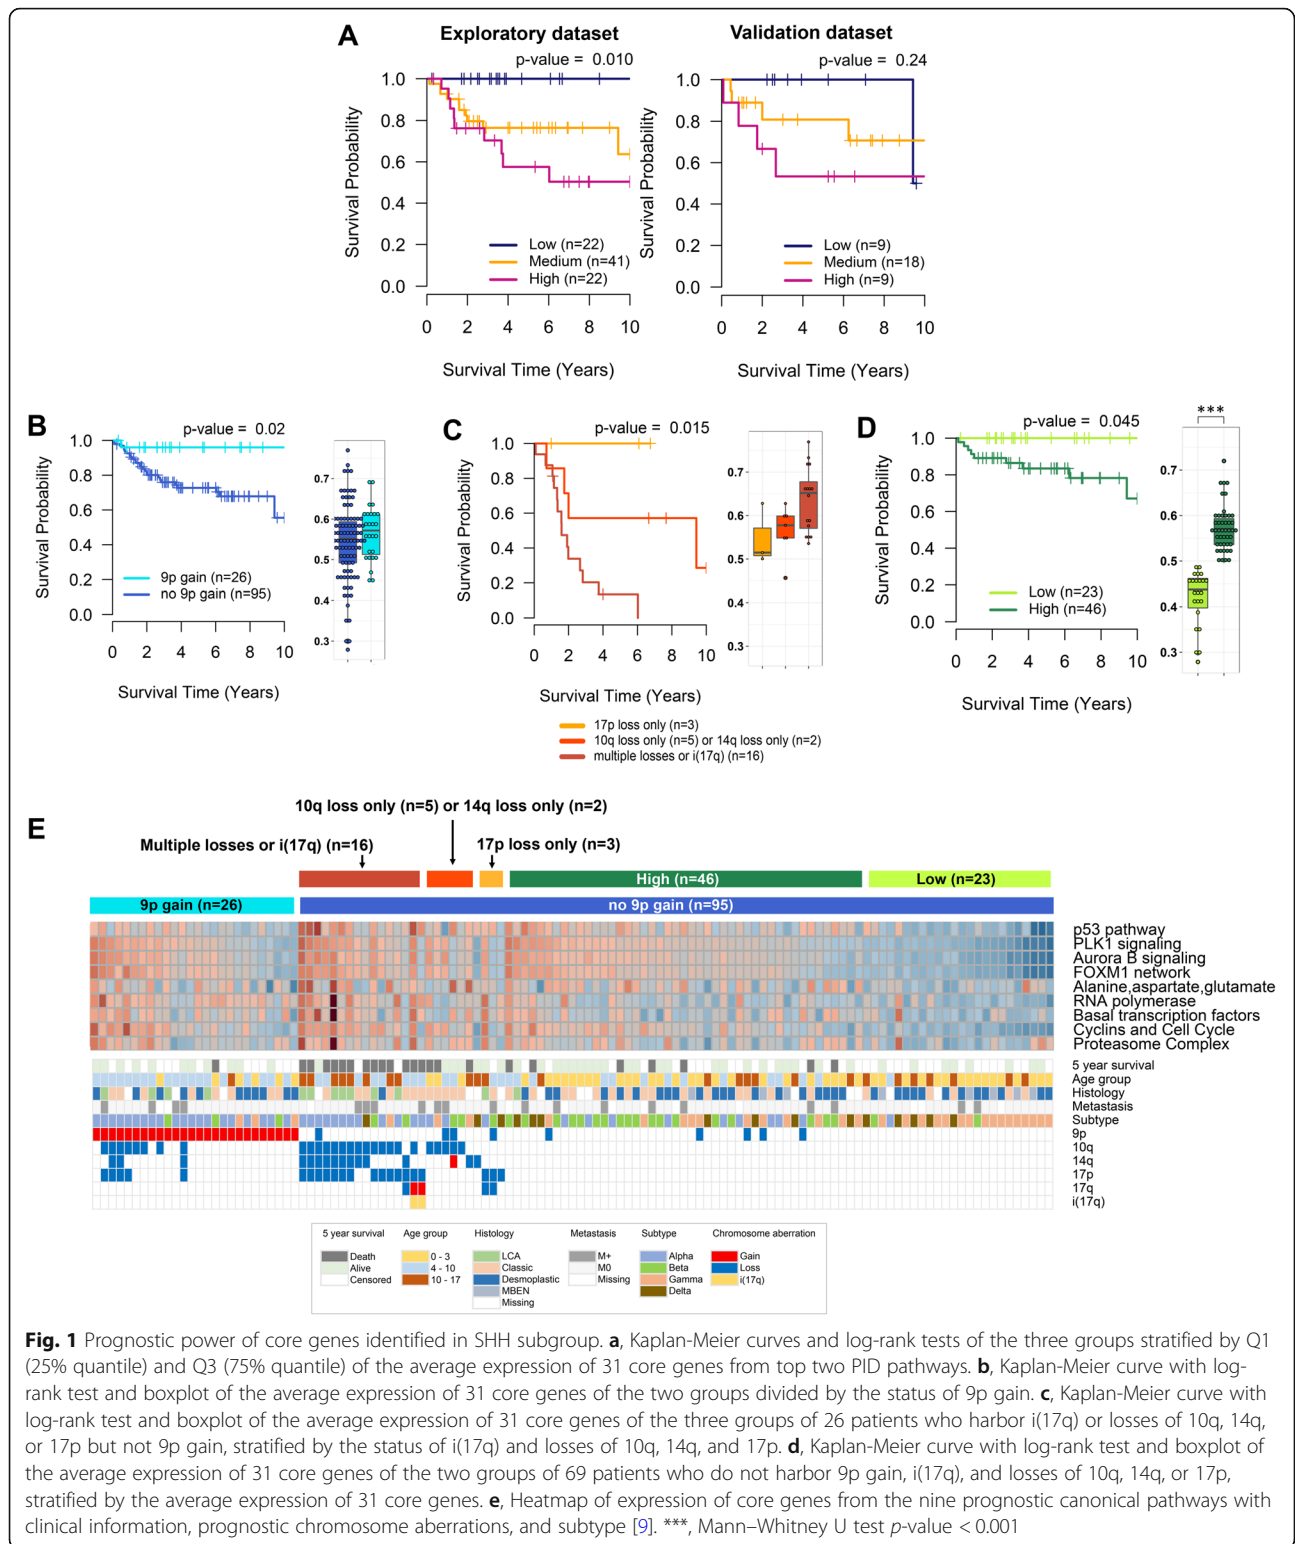 A
Exploratory dataset
p-value = 0.010
Survival Probability
1.0
0.8
0.6
0.4
0.2
0.0
Low (n=22)
Medium (n=41)
High (n=22)
0 2 4 6 8 10
Survival Time (Years)
Validation dataset
p-value = 0.24
Survival Probability
1.0
0.8
0.6
0.4
0.2
0.0
Low (n=9)
Medium (n=18)
High (n=9)
0 2 4 6 8 10
Survival Time (Years)
B
p-value = 0.02
Survival Probability
1.0
0.8
0.6
0.4
0.2
0.0
9p gain (n=26)
no 9p gain (n=95)
0 2 4 6 8 10
Survival Time (Years)
0.7
0.6
0.5
0.4
0.3
C
p-value = 0.015
Survival Probability
1.0
0.8
0.6
0.4
0.2
0.0
0 2 4 6 8 10
Survival Time (Years)
17p loss only (n=3)
10q loss only (n=5) or 14q loss only (n=2)
multiple losses or i(17q) (n=16)
0.7
0.6
0.5
0.4
0.3
D
p-value = 0.045
Survival Probability
1.0
0.8
0.6
0.4
0.2
0.0
Low (n=23)
High (n=46)
0 2 4 6 8 10
Survival Time (Years)
***
0.7
0.6
0.5
0.4
0.3
E
10q loss only (n=5) or 14q loss only (n=2)
Multiple losses or i(17q) (n=16)
17p loss only (n=3)
High (n=46)
Low (n=23)
9p gain (n=26)
no 9p gain (n=95)
p53 pathway
PLK1 signaling
Aurora B signaling
FOXM1 network
Alanine,aspartate,glutamate
RNA polymerase
Basal transcription factors
Cyclins and Cell Cycle
Proteasome Complex
5 year survival
Age group
Histology
Metastasis
Subtype
9p
10q
14q
17p
17q
i(17q)
5 year survival
Death
Alive
Censored
Age group
0 - 3
4 - 10
10 - 17
Histology
LCA
Classic
Desmoplastic
MBEN
Missing
Metastasis
M+
M0
Missing
Subtype
Alpha
Beta
Gamma
Delta
Chromosome aberration
Gain
Loss
i(17q)
Fig. 1 Prognostic power of core genes identified in SHH subgroup. a, Kaplan-Meier curves and log-rank tests of the three groups stratified by Q1
(25% quantile) and Q3 (75% quantile) of the average expression of 31 core genes from top two PID pathways. b, Kaplan-Meier curve with log-
rank test and boxplot of the average expression of 31 core genes of the two groups divided by the status of 9p gain. c, Kaplan-Meier curve with
log-rank test and boxplot of the average expression of 31 core genes of the three groups of 26 patients who harbor i(17q) or losses of 10q, 14q,
or 17p but not 9p gain, stratified by the status of i(17q) and losses of 10q, 14q, and 17p. d, Kaplan-Meier curve with log-rank test and boxplot of
the average expression of 31 core genes of the two groups of 69 patients who do not harbor 9p gain, i(17q), and losses of 10q, 14q, or 17p,
stratified by the average expression of 31 core genes. e, Heatmap of expression of core genes from the nine prognostic canonical pathways with
clinical information, prognostic chromosome aberrations, and subtype [9]. ***, Mann–Whitney U test p-value < 0.001